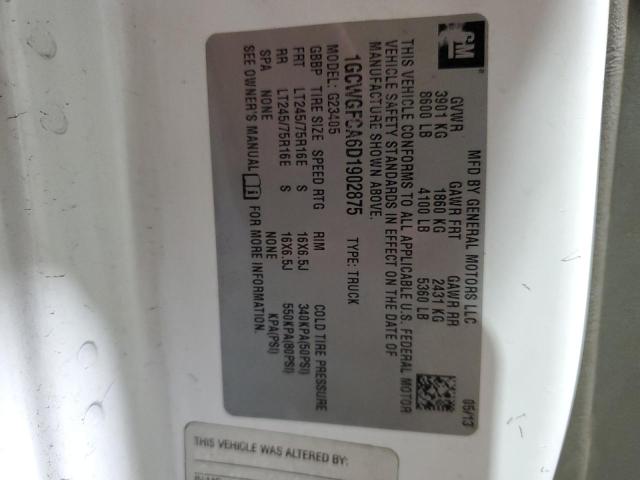 GM
MFD BY GENERAL MOTORS LLC 05/13
GVWR GAWR FRT GAWR RR
3901 KG 1860 KG 2431 KG
8600 LB 4100 LB 5360 LB
THIS VEHICLE CONFORMS TO ALL APPLICABLE U.S. FEDERAL MOTOR
VEHICLE SAFETY STANDARDS IN EFFECT ON THE DATE OF
MANUFACTURE SHOWN ABOVE.
1GCWGFCA6D1902875 TYPE: TRUCK
MODEL: G23405
GBBP TIRE SIZE SPEED RTG RIM COLD TIRE PRESSURE
FRT LT245/75R16E S 16X6.5J 340KPA(50PSI)
RR LT245/75R16E S 16X6.5J 550KPA(80PSI)
SPA NONE NONE KPA(PSI)
SEE OWNER'S MANUAL FOR MORE INFORMATION.
THIS VEHICLE WAS ALTERED BY: